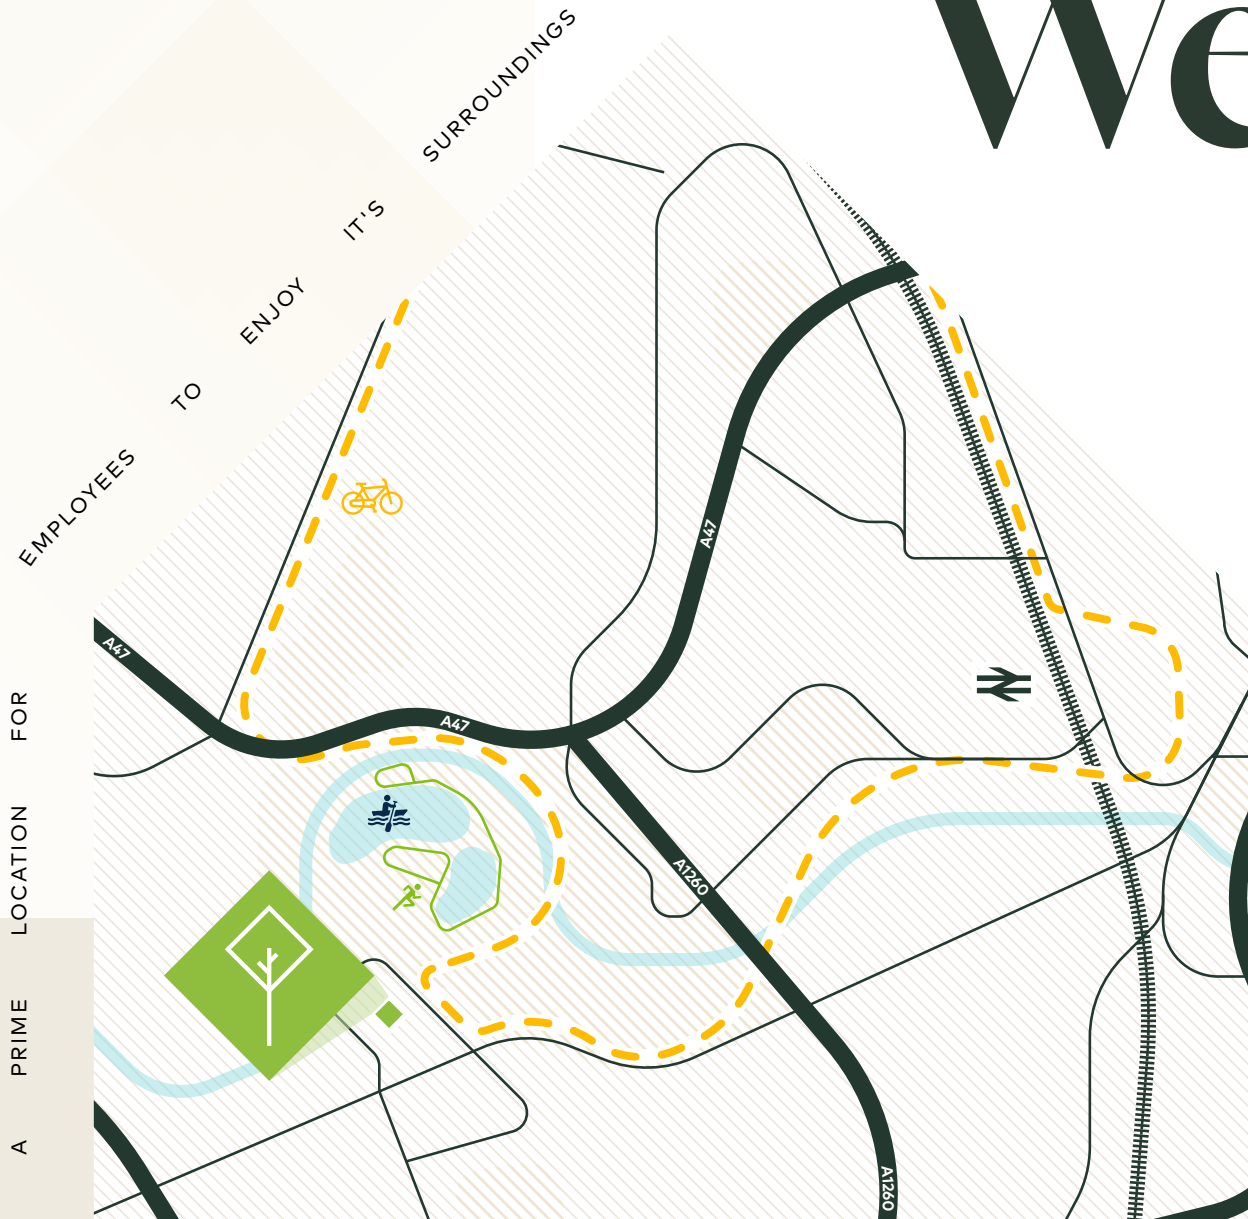 We
A PRIME LOCATION FOR
EMPLOYEES TO ENJOY IT'S SURROUNDINGS
A47
A47
A47
A1260
A1260